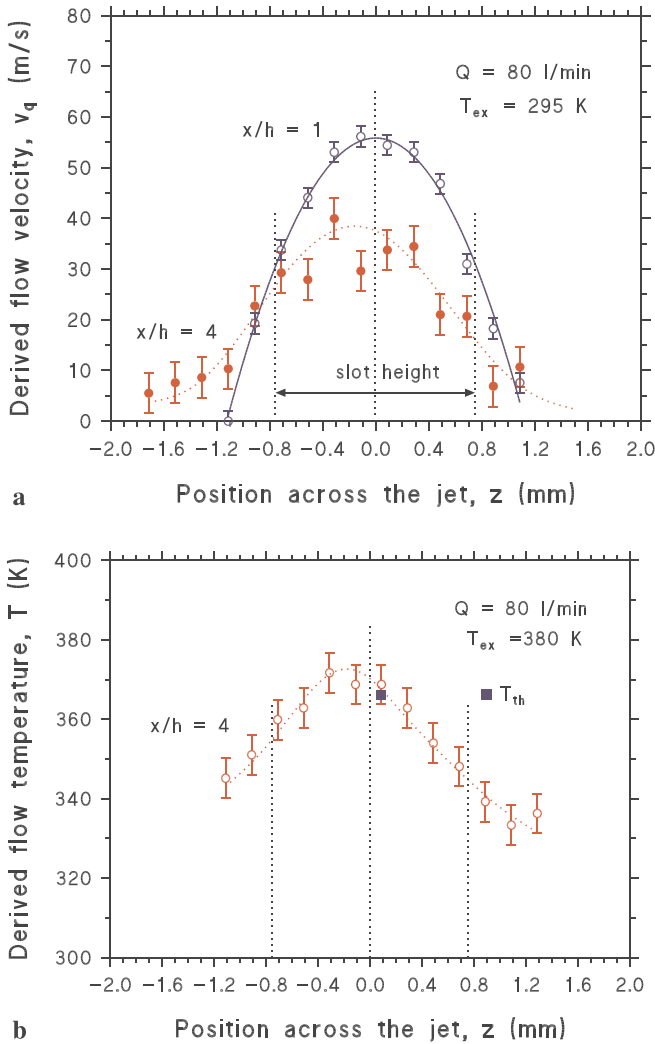 80
70
60
50
40
30
20
10
0
Derived flow velocity, v_q (m/s)
Q = 80 l/min
T_ex = 295 K
x/h = 1
x/h = 4
slot height
-2.0 -1.6 -1.2 -0.8 -0.4 0.0 0.4 0.8 1.2 1.6 2.0
a
Position across the jet, z (mm)
400
380
360
340
320
300
Derived flow temperature, T (K)
Q = 80 l/min
T_ex =380 K
T_th
x/h = 4
-2.0 -1.6 -1.2 -0.8 -0.4 0.0 0.4 0.8 1.2 1.6 2.0
b
Position across the jet, z (mm)